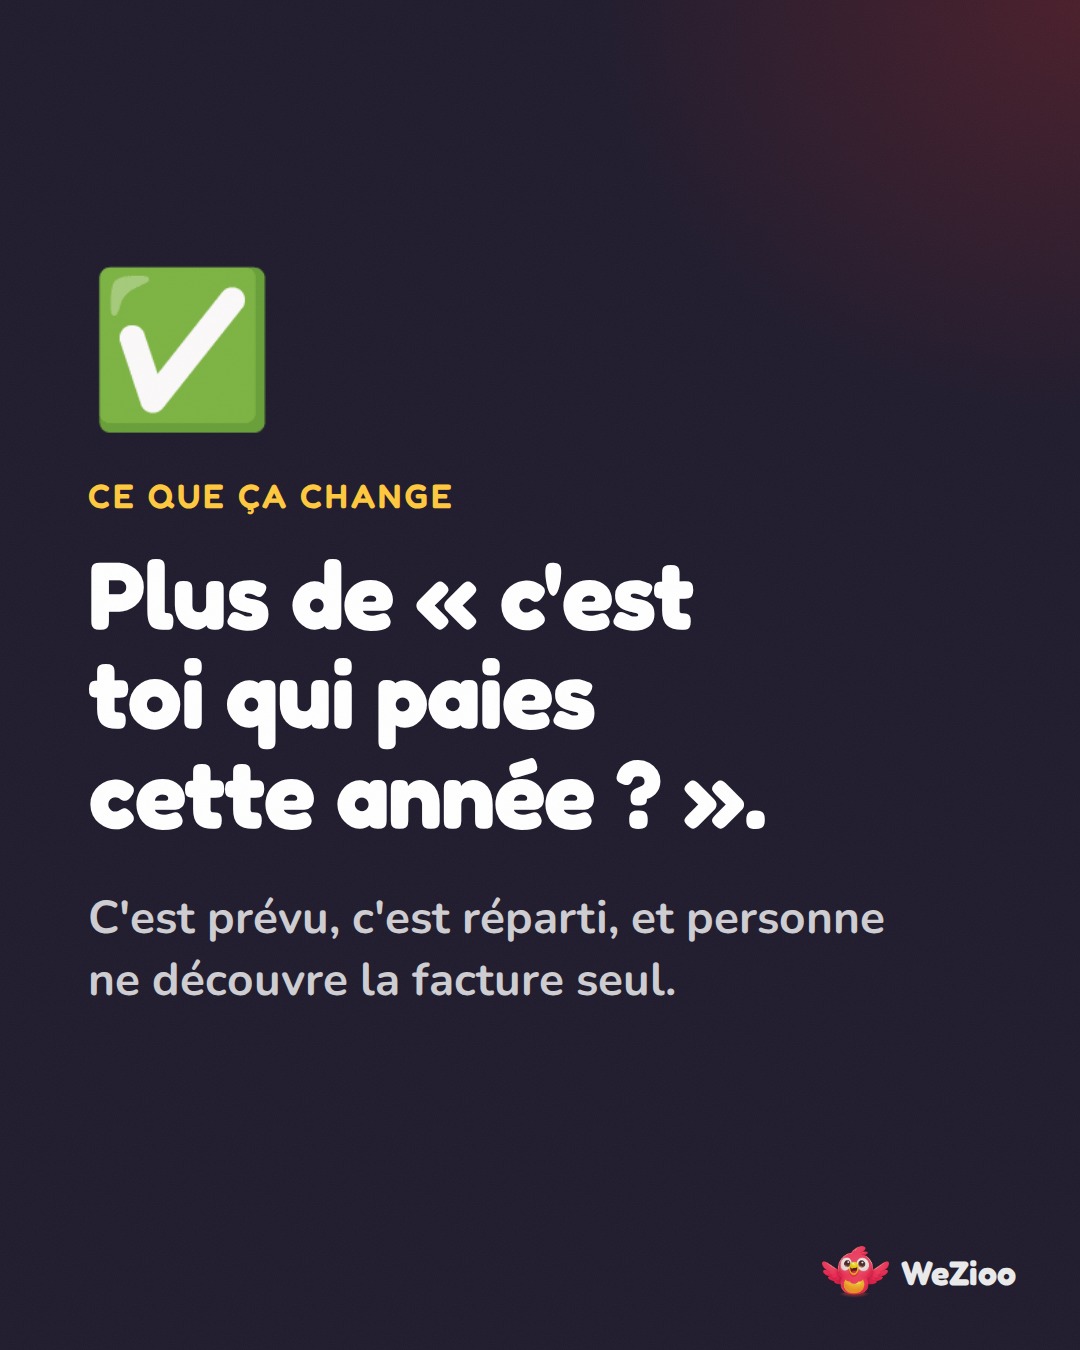 CE QUE ÇA CHANGE
Plus de « c'est
toi qui paies
cette année ? ».
C'est prévu, c'est réparti, et personne
ne découvre la facture seul.
WeZioo